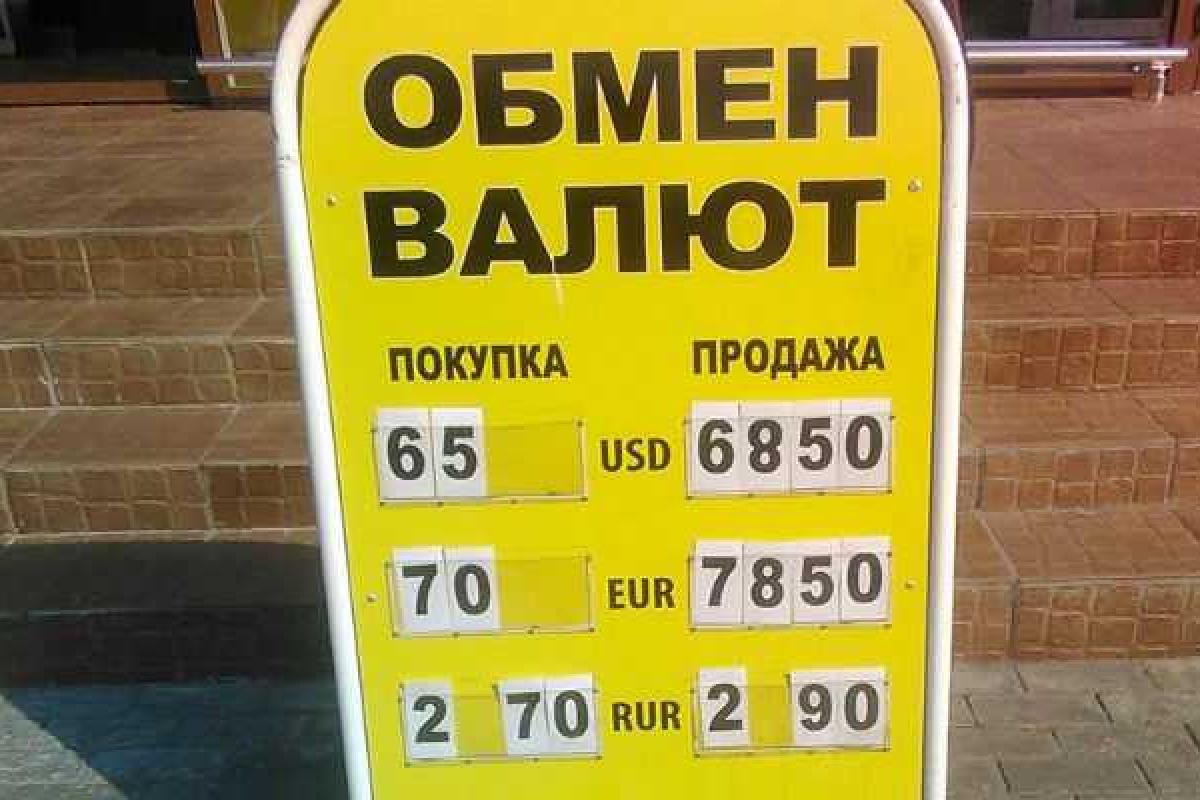 ОБМЕН
ВАЛЮТ
ПОКУПКА ПРОДАЖА
65 USD 6850
70 EUR 7850
2 70 RUR 2 90